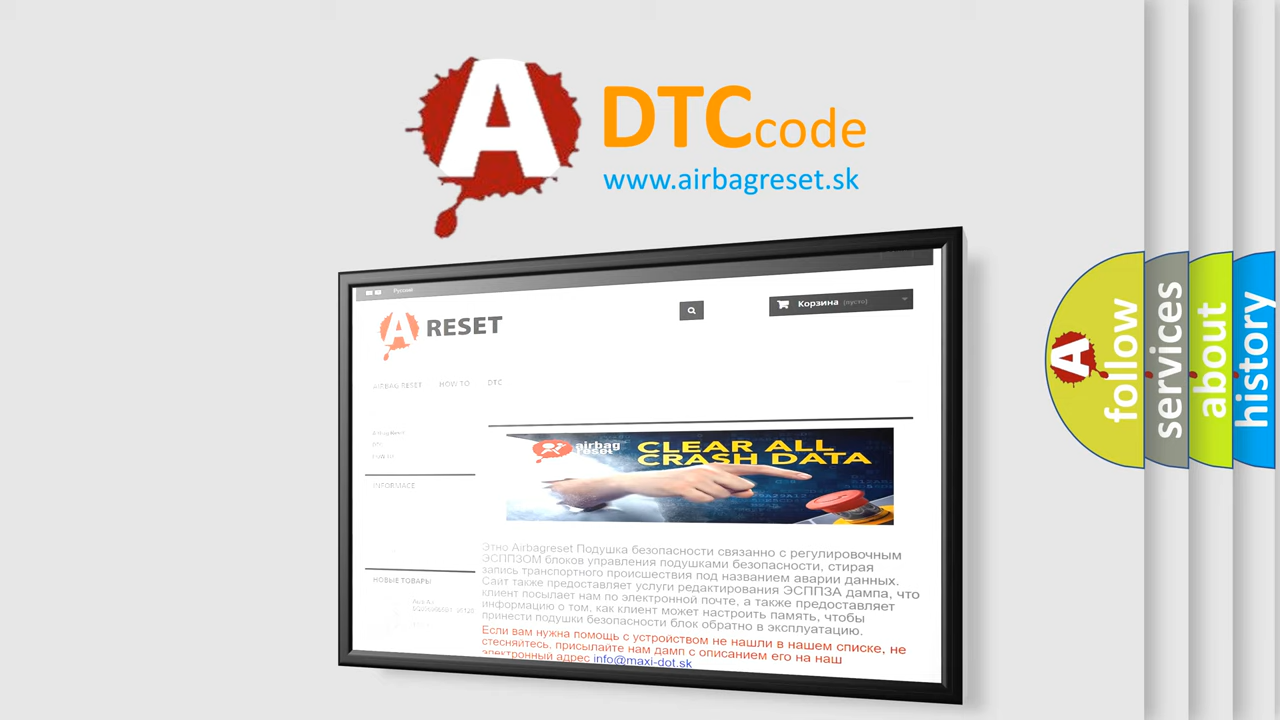 A
DTCcode
www.airbagreset.sk
Русский
A RESET
Корзина (пусто)
AIRBAG RESET HOW TO DTC
INFORMACE
НОВЫЕ ТОВАРЫ
airbag
reset
CLEAR ALL
CRASH DATA
Этно Airbagreset Подушка безопасности связанно с регулировочным
ЭСППЗОМ блоков управления подушками безопасности, стирая
запись транспортного происшествия под названием аварии данных.
Сайт также предоставляет услуги редактирования ЭСППЗА дампа, что
клиент посылает нам по электронной почте, а также предоставляет
информацию о том, как клиент может настроить память, чтобы
принести подушки безопасности блок обратно в эксплуатацию.
Если вам нужна помощь с устройством не нашли в нашем списке, не
стесняйтесь, присылайте нам дамп с описанием его на наш
электронный адрес info@maxi-dot.sk
A
follow
services
about
history